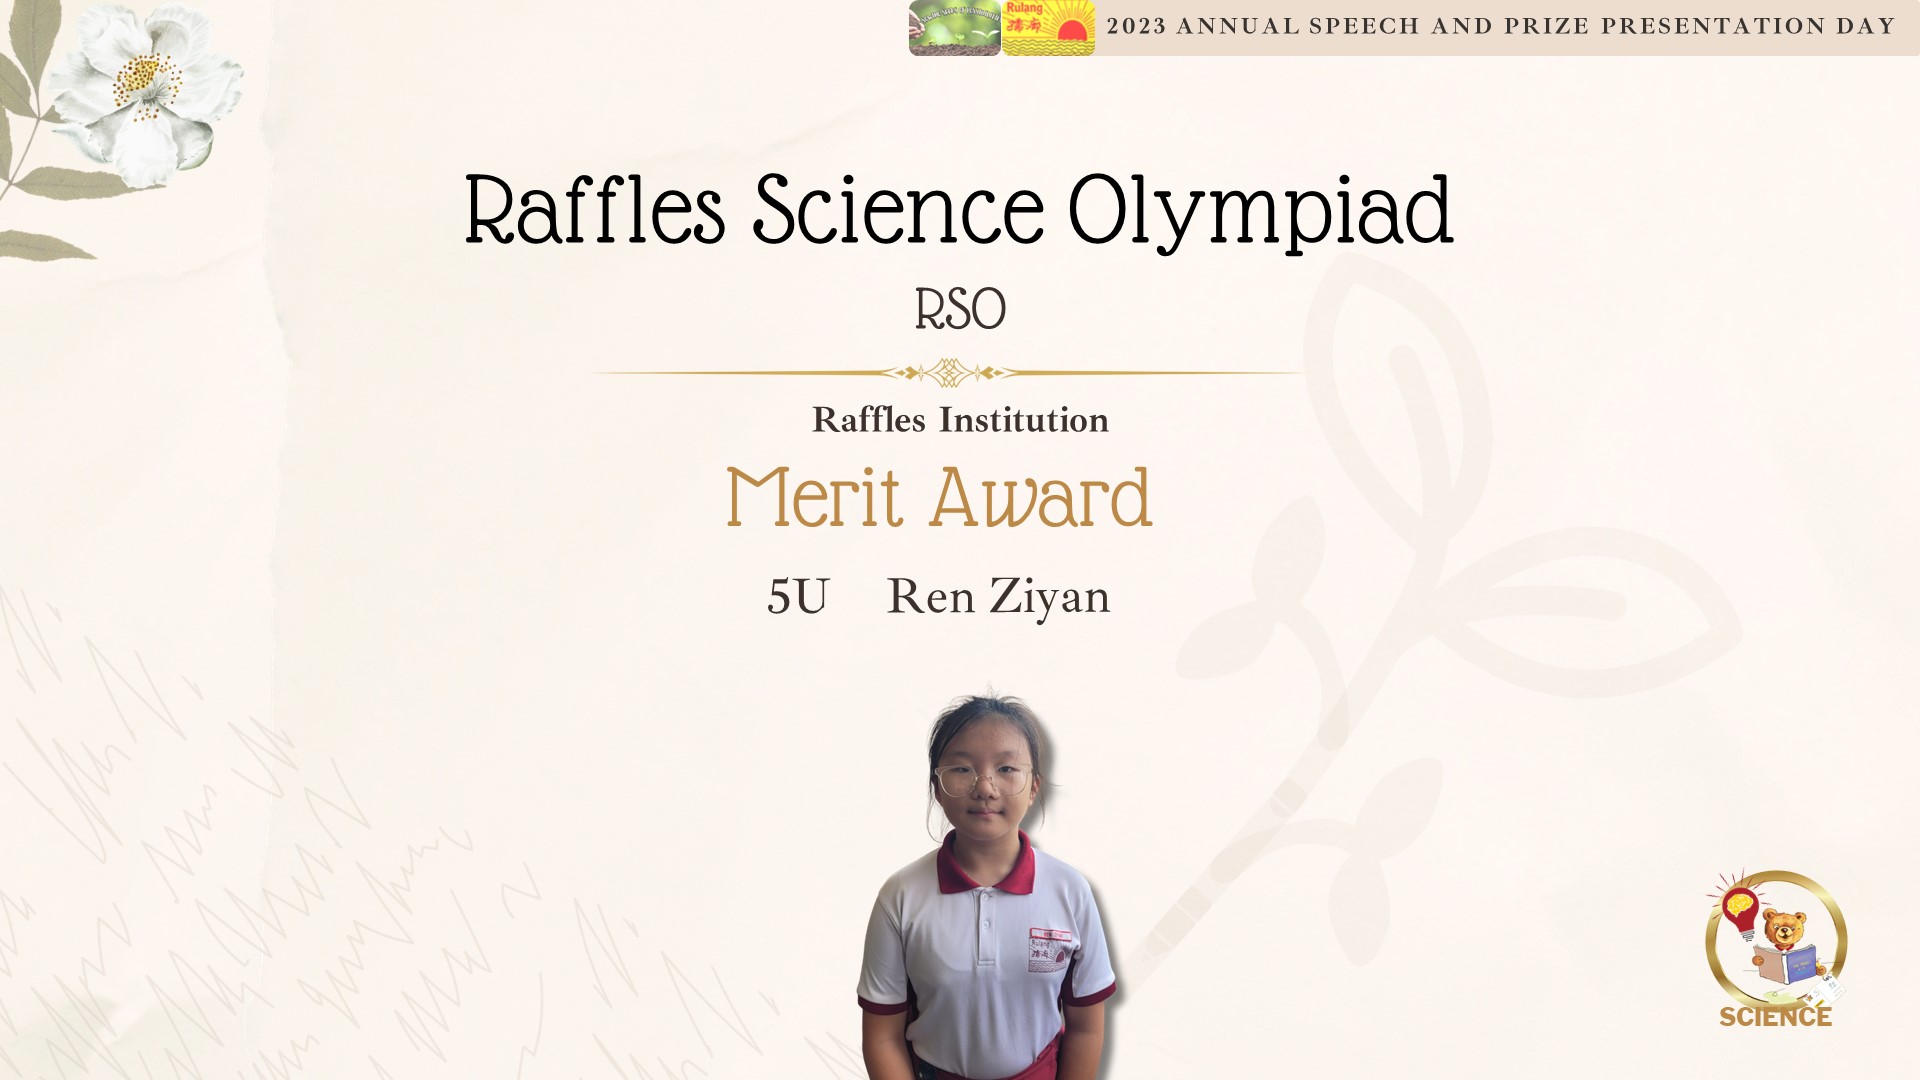 Rulang
2023 ANNUAL SPEECH AND PRIZE PRESENTATION DAY
Raffles Science Olympiad
RSO
Raffles Institution
Merit Award
5U Ren Ziyan
Rulang
SCIENCE